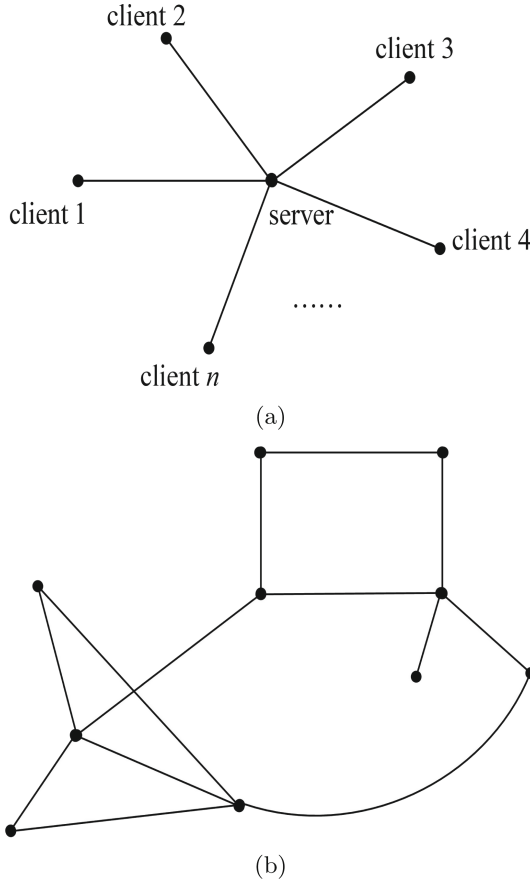 client 2
client 3
client 1
server
client 4
......
client n
(a)
(b)